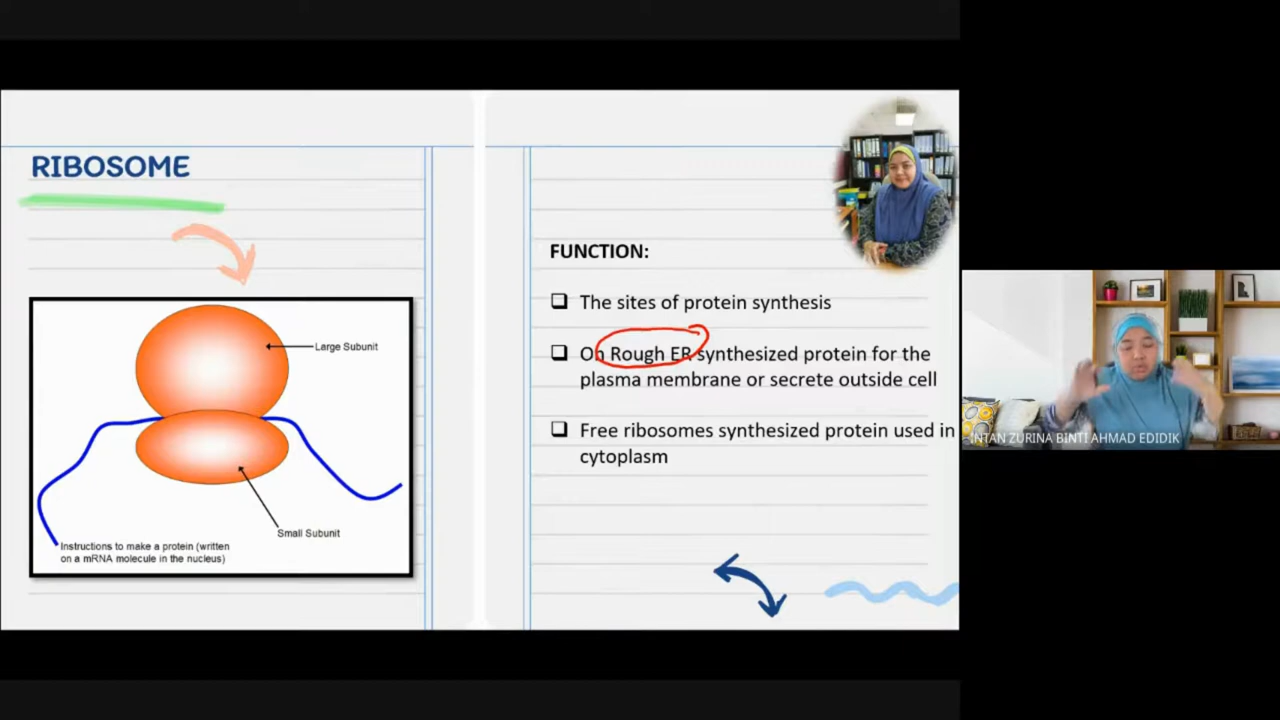 RIBOSOME
Large Subunit
Small Subunit
Instructions to make a protein (written
on a mRNA molecule in the nucleus)
FUNCTION:
The sites of protein synthesis
On Rough ER synthesized protein for the
plasma membrane or secrete outside cell
Free ribosomes synthesized protein used in
cytoplasm
INTAN ZURINA BINTI AHMAD EDIDIK